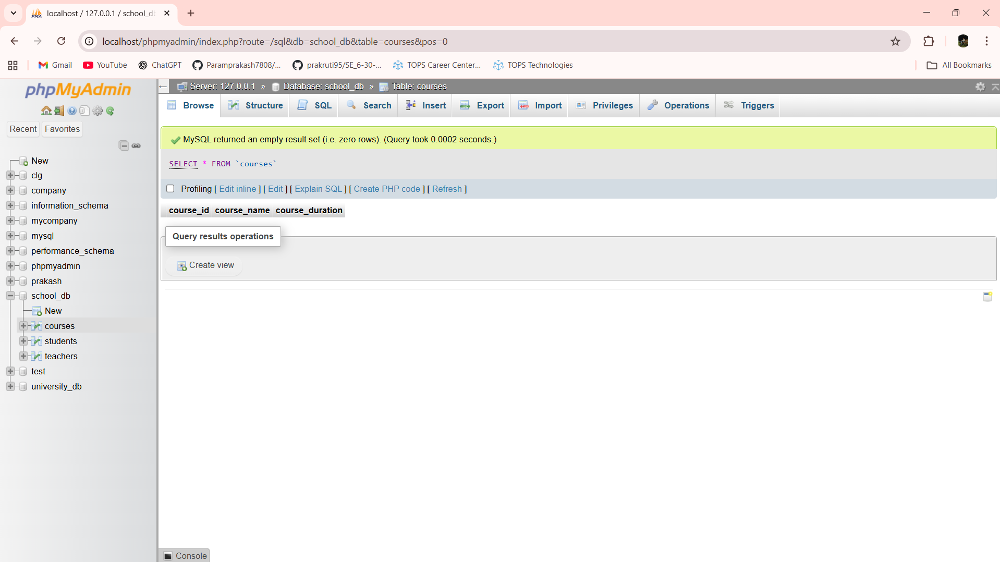 localhost / 127.0.0.1 / school_db
localhost/phpmyadmin/index.php?route=/sql&db=school_db&table=courses&pos=0
Gmail YouTube ChatGPT Paramprakash7808/... prakruti95/SE_6-30-... TOPS Career Center... TOPS Technologies All Bookmarks
phpMyAdmin
Recent Favorites
New
clg
company
information_schema
mycompany
mysql
performance_schema
phpmyadmin
prakash
school_db
New
courses
students
teachers
test
university_db
Server: 127.0.0.1 » Database: school_db » Table: courses
Browse Structure SQL Search Insert Export Import Privileges Operations Triggers
MySQL returned an empty result set (i.e. zero rows). (Query took 0.0002 seconds.)
SELECT * FROM `courses`
Profiling [ Edit inline ] [ Edit ] [ Explain SQL ] [ Create PHP code ] [ Refresh ]
course_id course_name course_duration
Query results operations
Create view
Console